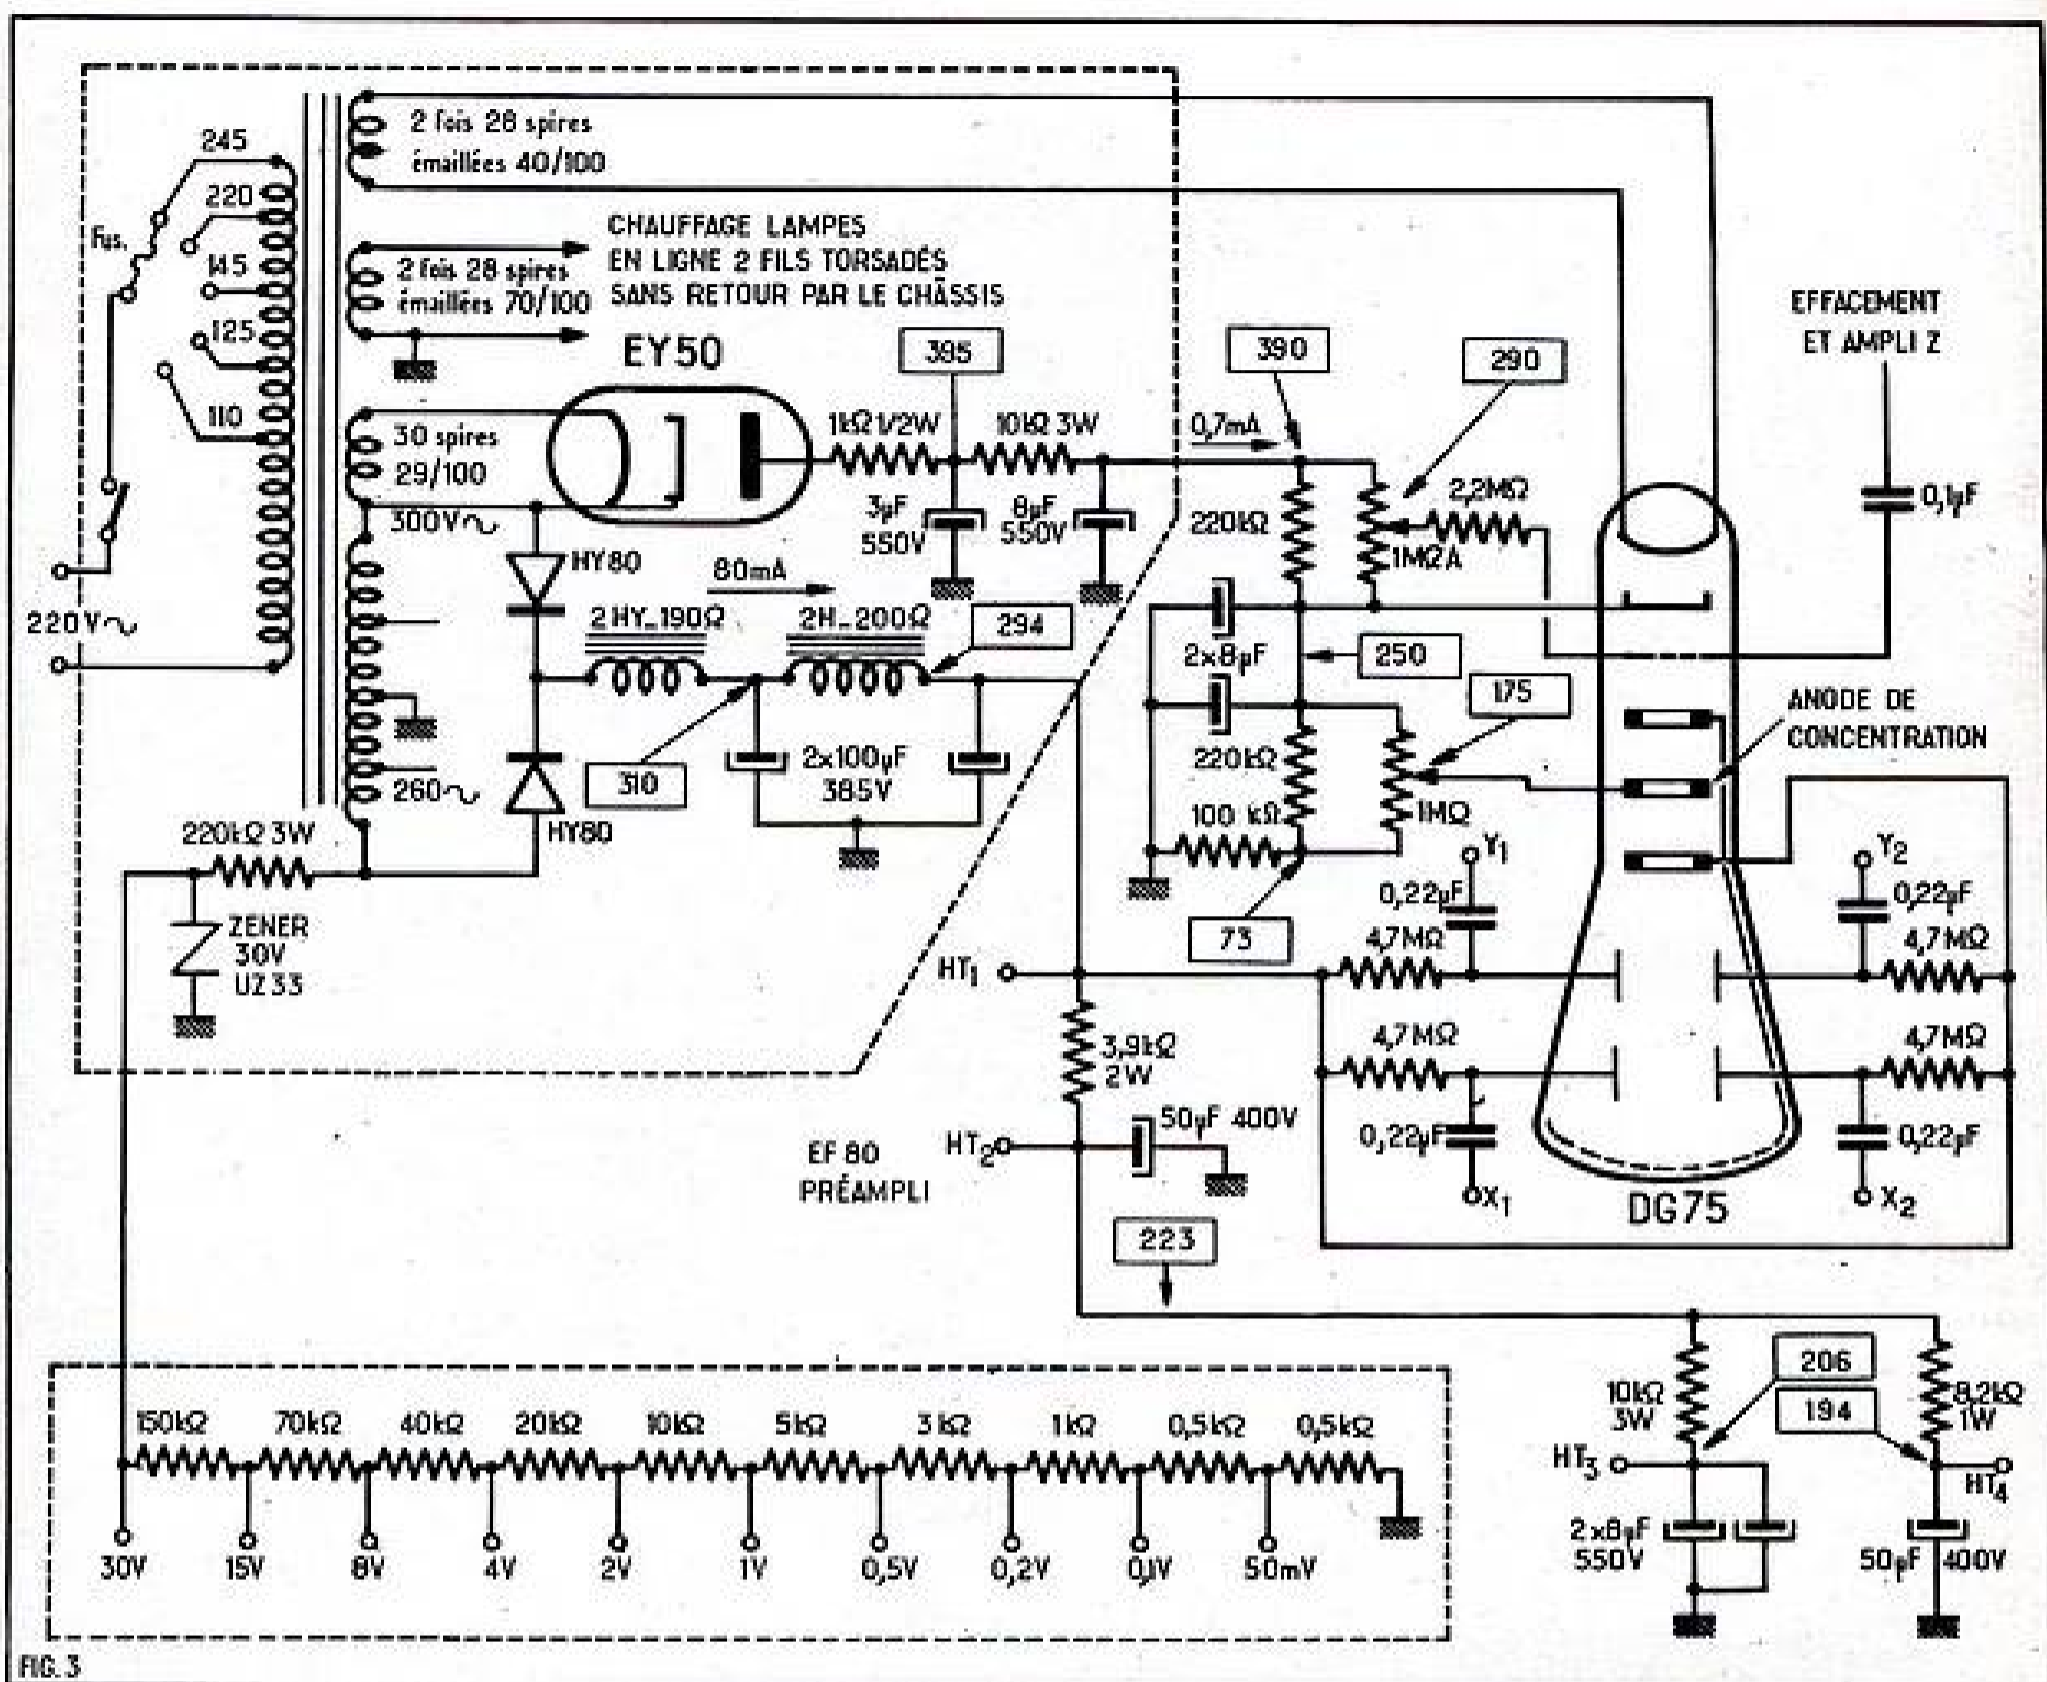 2 fois 28 spires
émaillées 40/100
245
220
145
125
110
Fus.
220V~
2 fois 28 spires
émaillées 70/100
CHAUFFAGE LAMPES
EN LIGNE 2 FILS TORSADÉS
SANS RETOUR PAR LE CHÂSSIS
EY50
30 spires
29/100
300V~
260~
HY80
HY80
80mA
2HY_190Ω
2H_200Ω
294
310
2x100µF
385V
1kΩ 1/2W
395
10kΩ 3W
3µF
550V
8µF
550V
0,7mA
390
290
220kΩ
1MΩA
2,2MΩ
EFFACEMENT
ET AMPLI Z
0,1µF
2x8µF
250
175
220kΩ
1MΩ
100 kΩ
73
ANODE DE
CONCENTRATION
220kΩ 3W
ZENER
30V
UZ33
Y1
0,22µF
4,7MΩ
Y2
0,22µF
4,7MΩ
HT1
4,7MΩ
0,22µF
X1
4,7MΩ
0,22µF
X2
DG75
3,9kΩ
2W
EF 80
PRÉAMPLI
HT2
50µF 400V
223
10kΩ
3W
206
194
8,2kΩ
1W
HT3
HT4
2x8µF
550V
50µF 400V
150kΩ 70kΩ 40kΩ 20kΩ 10kΩ 5kΩ 3kΩ 1kΩ 0,5kΩ 0,5kΩ
30V 15V 8V 4V 2V 1V 0,5V 0,2V 0,1V 50mV
FIG. 3